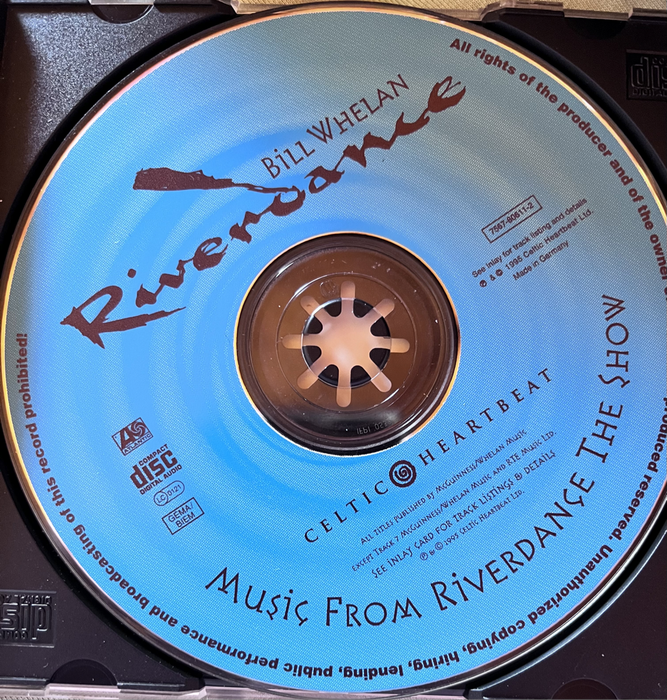 BILL WHELAN
Riverdance
7567-80611-2
See inlay for track listing and details
℗ & © 1995 Celtic Heartbeat Ltd.
Made in Germany
ATLANTIC
COMPACT
disc
DIGITAL AUDIO
LC 0121
GEMA/
BIEM
CELTIC HEARTBEAT
ALL TITLES PUBLISHED BY MCGUINNESS/WHELAN MUSIC
EXCEPT TRACK 7 MCGUINNESS/WHELAN MUSIC AND RTE MUSIC LTD.
SEE INLAY CARD FOR TRACK LISTINGS & DETAILS
℗ & © 1995 CELTIC HEARTBEAT LTD.
MUSIC FROM RIVERDANCE THE SHOW
All rights of the producer and of the owner
reserved. Unauthorized copying, hiring, lending, public performance and broadcasting of this record prohibited!
disc